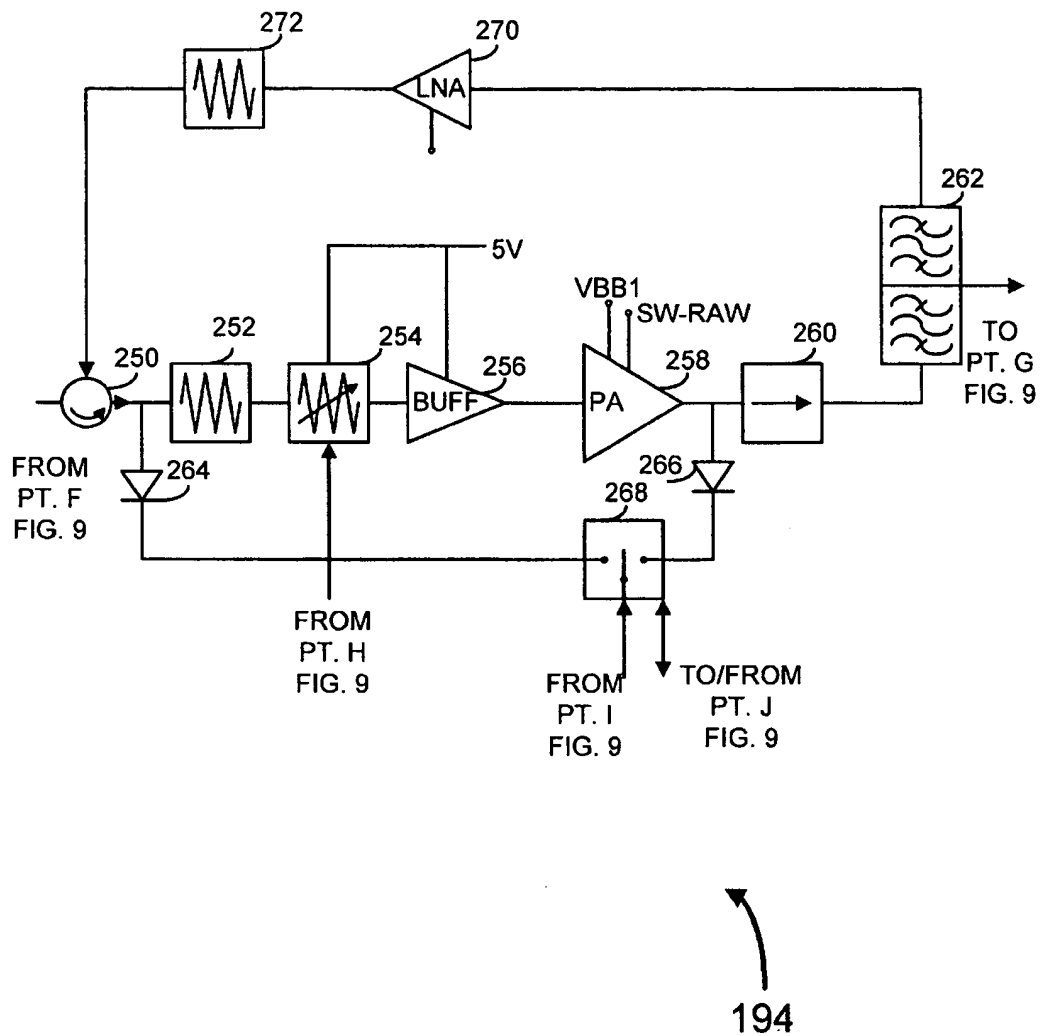 272
270
LNA
262
5V
VBB1
SW-RAW
250
252
254
256
258
260
BUFF
PA
TO
PT. G
FIG. 9
FROM
PT. F
FIG. 9
264
266
268
FROM
PT. H
FIG. 9
FROM
PT. I
FIG. 9
TO/FROM
PT. J
FIG. 9
194